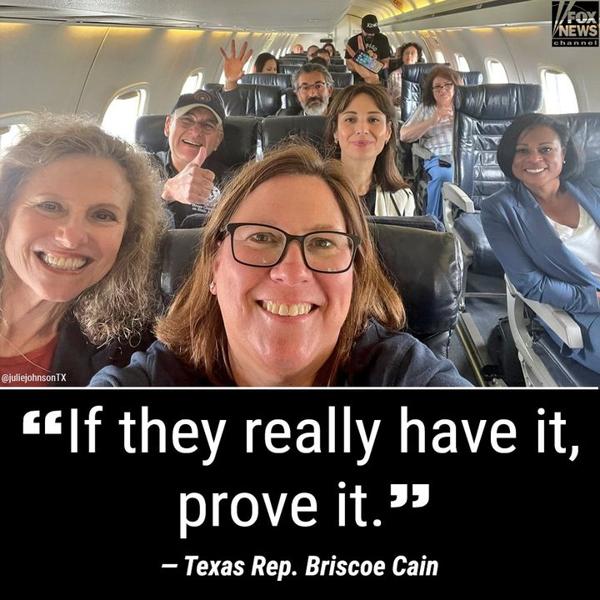 FOX
NEWS
channel
@juliejohnsonTX
“If they really have it,
prove it.”
– Texas Rep. Briscoe Cain